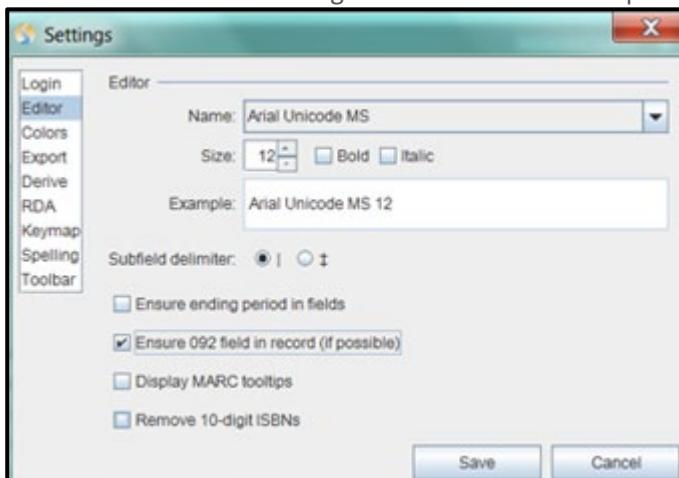 Settings
Login
Editor
Colors
Export
Derive
RDA
Keymap
Spelling
Toolbar
Editor
Name: Arial Unicode MS
Size: 12 Bold Italic
Example: Arial Unicode MS 12
Subfield delimiter: | ‡
Ensure ending period in fields
Ensure 092 field in record (if possible)
Display MARC tooltips
Remove 10-digit ISBNs
Save Cancel